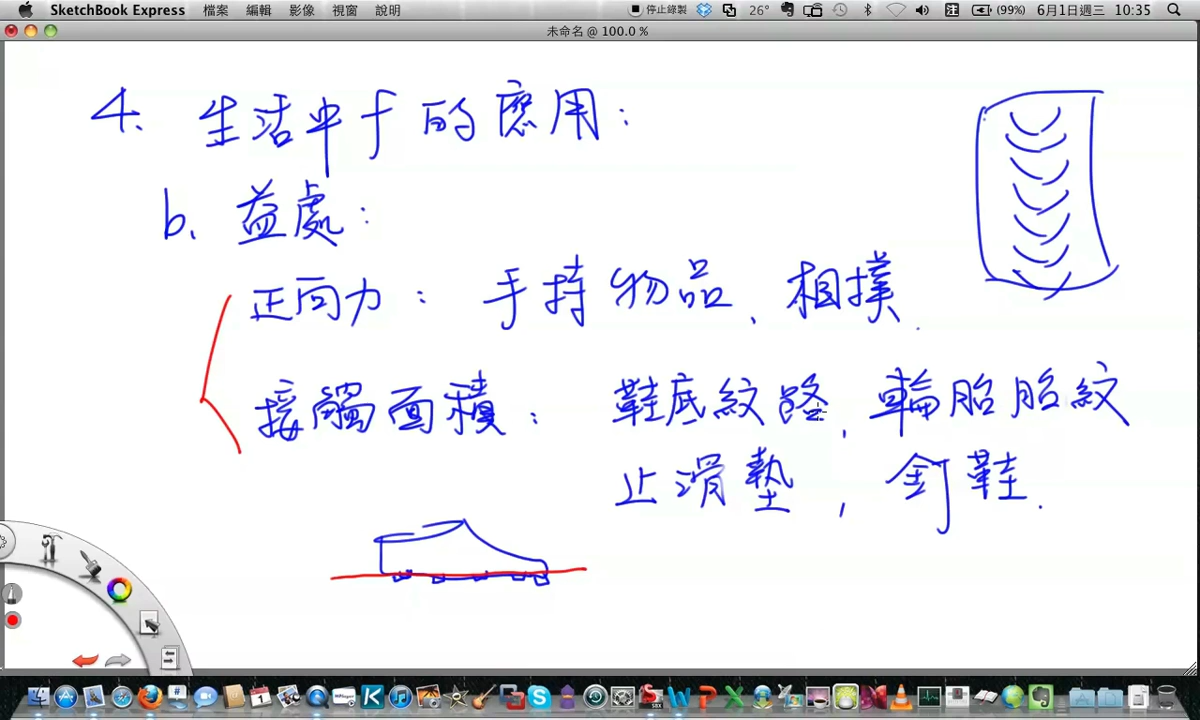 SketchBook Express 檔案 編輯 影像 視窗 說明 停止錄製 26° 注 (99%) 6月1日週三 10:35
未命名 @ 100.0 %
4. 生活中 f 的應用：
b. 益處：
正向力： 手持物品、相撲.
接觸面積： 鞋底紋路, 輪胎胎紋
止滑墊, 釘鞋.